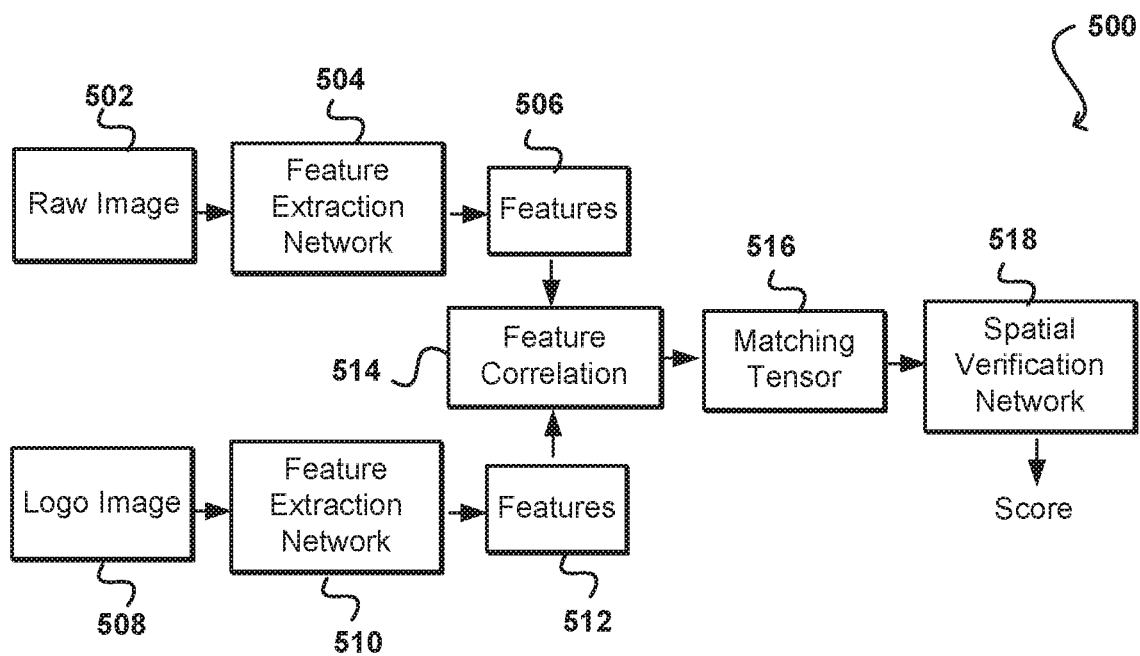 500
502
504
506
Raw Image
Feature
Extraction
Network
Features
516
518
514
Feature
Correlation
Matching
Tensor
Spatial
Verification
Network
Logo Image
Feature
Extraction
Network
Features
Score
508
510
512